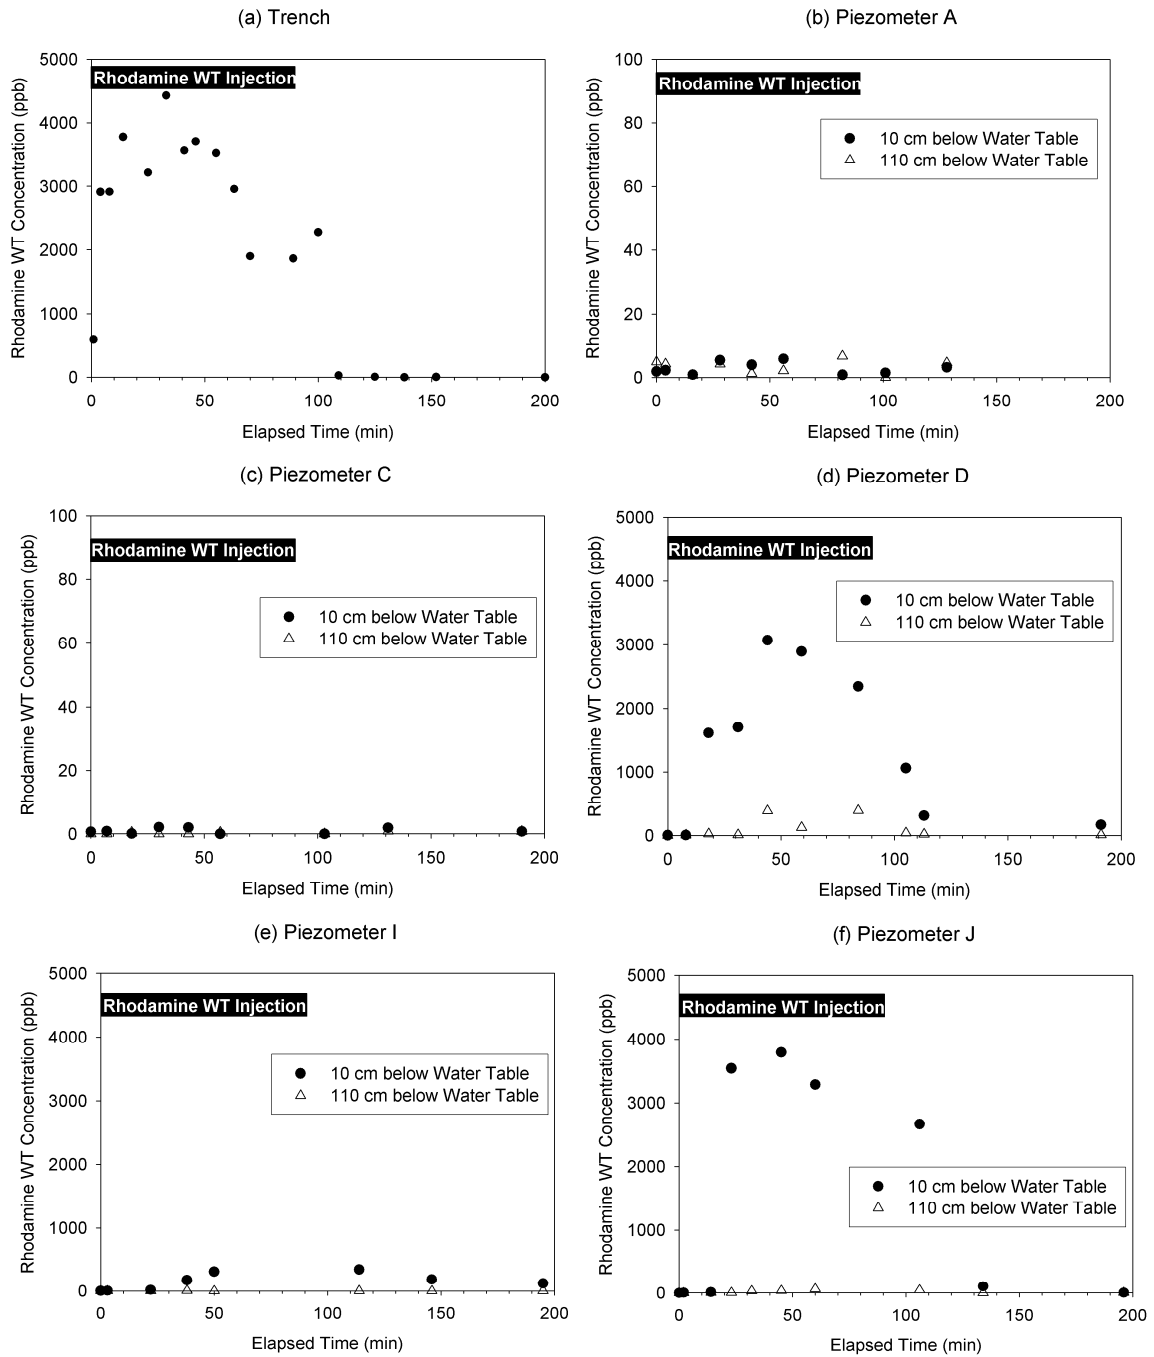 (a) Trench
Rhodamine WT Concentration (ppb)
5000
4000
3000
2000
1000
0
Rhodamine WT Injection
0 50 100 150 200
Elapsed Time (min)
(b) Piezometer A
Rhodamine WT Concentration (ppb)
100
80
60
40
20
0
Rhodamine WT Injection
10 cm below Water Table
110 cm below Water Table
0 50 100 150 200
Elapsed Time (min)
(c) Piezometer C
Rhodamine WT Concentration (ppb)
100
80
60
40
20
0
Rhodamine WT Injection
10 cm below Water Table
110 cm below Water Table
0 50 100 150 200
Elapsed Time (min)
(d) Piezometer D
Rhodamine WT Concentration (ppb)
5000
4000
3000
2000
1000
0
Rhodamine WT Injection
10 cm below Water Table
110 cm below Water Table
0 50 100 150 200
Elapsed Time (min)
(e) Piezometer I
Rhodamine WT Concentration (ppb)
5000
4000
3000
2000
1000
0
Rhodamine WT Injection
10 cm below Water Table
110 cm below Water Table
0 50 100 150 200
Elapsed Time (min)
(f) Piezometer J
Rhodamine WT Concentration (ppb)
5000
4000
3000
2000
1000
0
Rhodamine WT Injection
10 cm below Water Table
110 cm below Water Table
0 50 100 150 200
Elapsed Time (min)